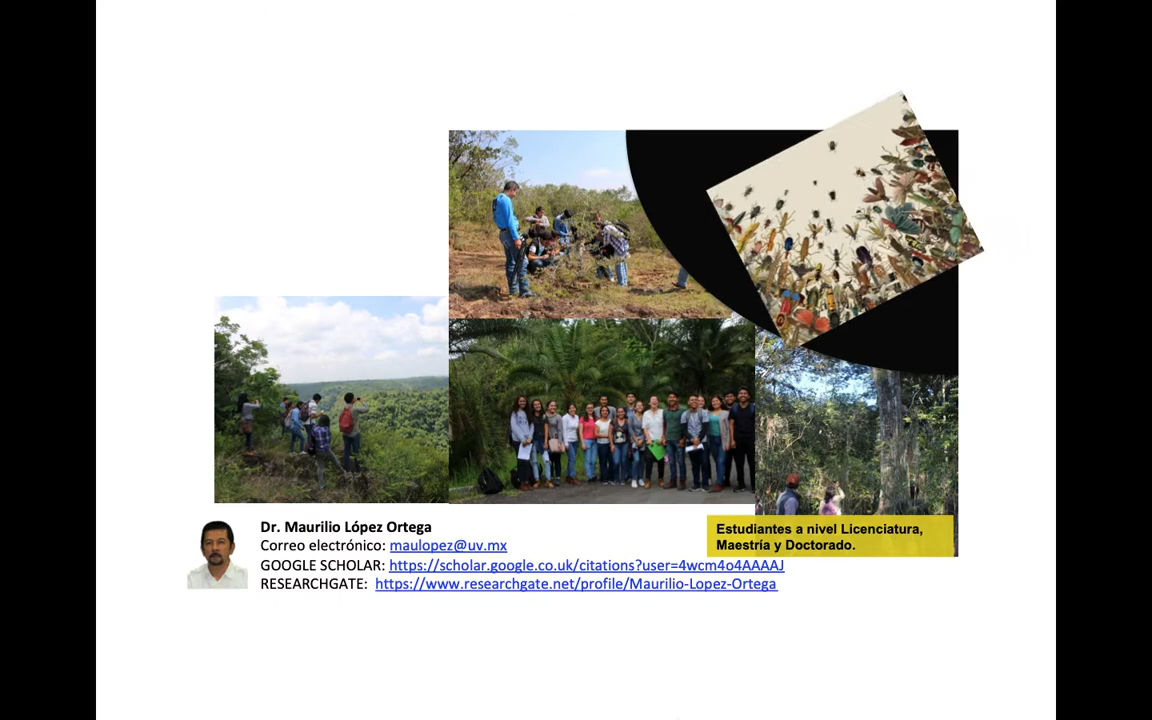 Dr. Maurilio López Ortega
Correo electrónico: maulopez@uv.mx
GOOGLE SCHOLAR: https://scholar.google.co.uk/citations?user=4wcm4o4AAAAJ
RESEARCHGATE: https://www.researchgate.net/profile/Maurilio-Lopez-Ortega
Estudiantes a nivel Licenciatura,
Maestría y Doctorado.